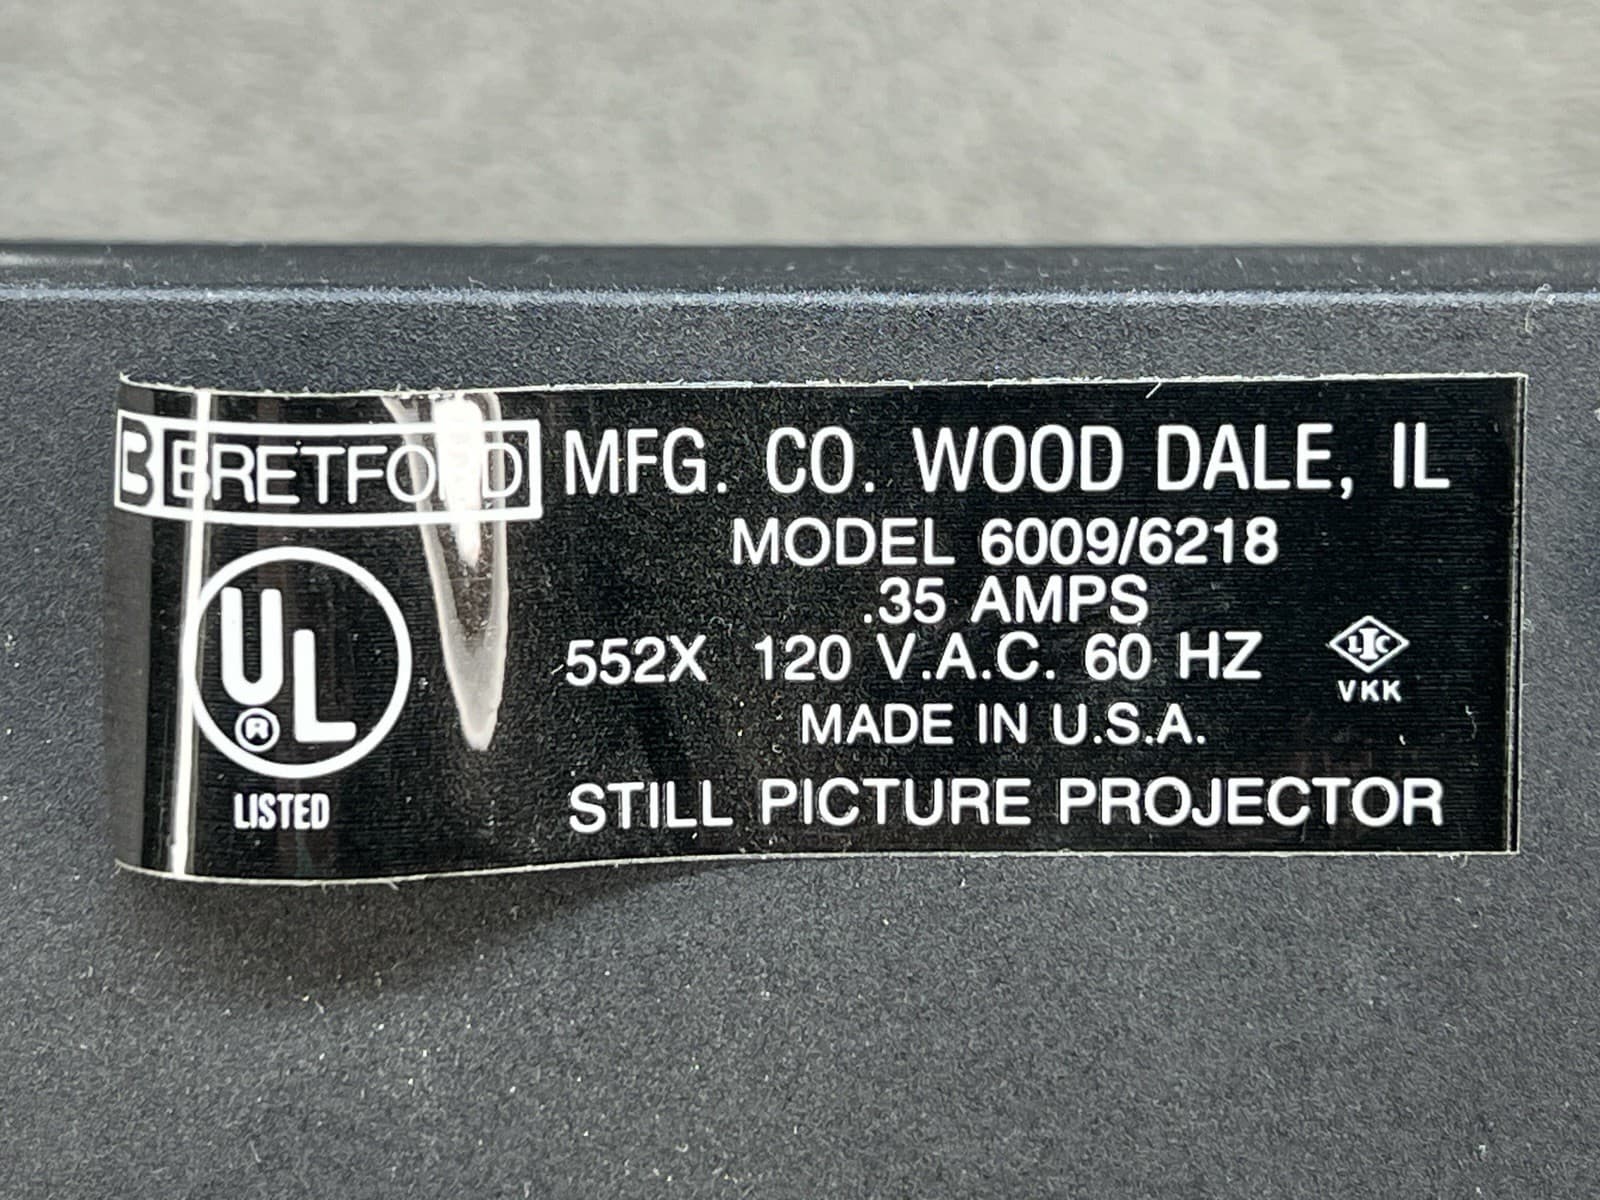 B BRETFORD MFG. CO. WOOD DALE, IL
MODEL 6009/6218
.35 AMPS
552X 120 V.A.C. 60 HZ
MADE IN U.S.A.
STILL PICTURE PROJECTOR
UL
®
LISTED
LTC
VKK